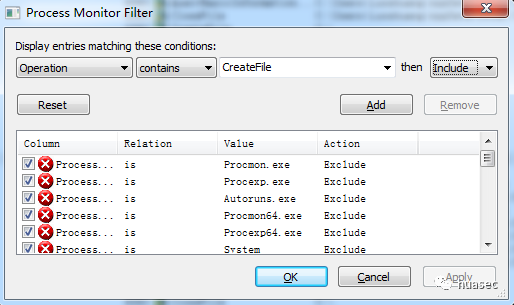 Process Monitor Filter
Display entries matching these conditions:
Operation contains CreateFile then Include
Reset Add Remove
Column Relation Value Action
Process... is Procmon.exe Exclude
Process... is Procexp.exe Exclude
Process... is Autoruns.exe Exclude
Process... is Procmon64.exe Exclude
Process... is Procexp64.exe Exclude
Process... is System Exclude
OK Cancel Apply
nuasec